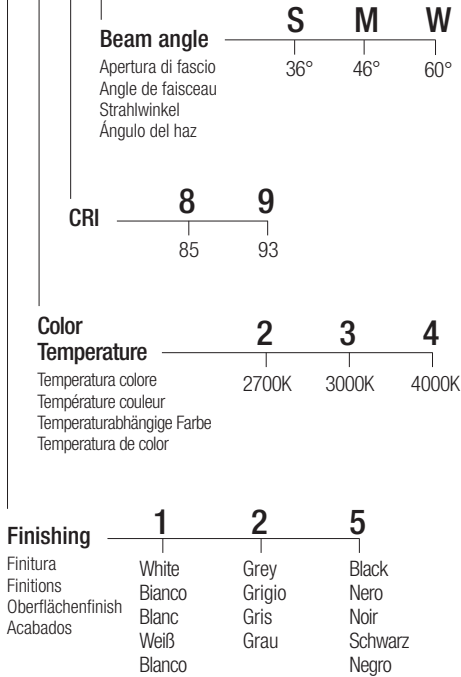 S M W
Beam angle
Apertura di fascio 36° 46° 60°
Angle de faisceau
Strahlwinkel
Ángulo del haz
8 9
CRI
85 93
Color
Temperature 2 3 4
Temperatura colore 2700K 3000K 4000K
Température couleur
Temperaturabhängige Farbe
Temperatura de color
Finishing 1 2 5
Finitura White Grey Black
Finitions Bianco Grigio Nero
Oberflächenfinish Blanc Gris Noir
Acabados Weiß Grau Schwarz
Blanco Negro